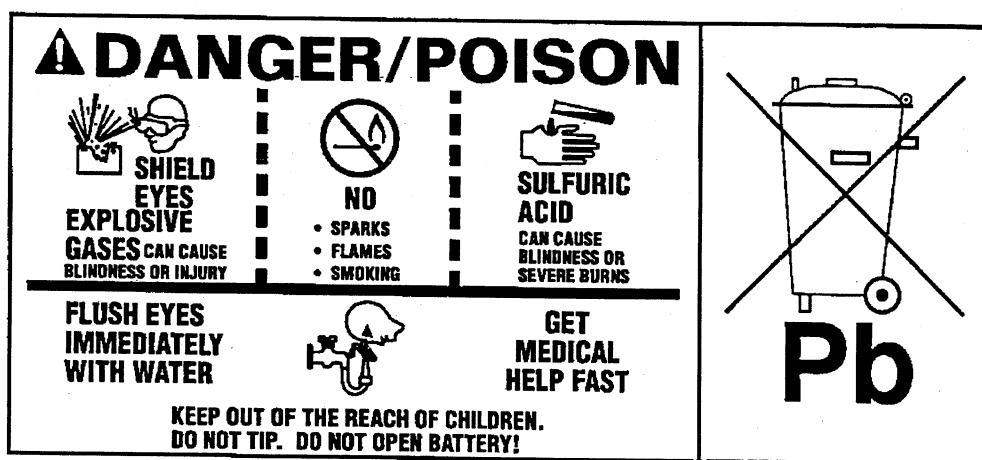 DANGER/POISON
SHIELD
EYES
EXPLOSIVE
GASES CAN CAUSE
BLINDNESS OR INJURY
NO
• SPARKS
• FLAMES
• SMOKING
SULFURIC
ACID
CAN CAUSE
BLINDNESS OR
SEVERE BURNS
FLUSH EYES
IMMEDIATELY
WITH WATER
GET
MEDICAL
HELP FAST
KEEP OUT OF THE REACH OF CHILDREN.
DO NOT TIP. DO NOT OPEN BATTERY!
Pb